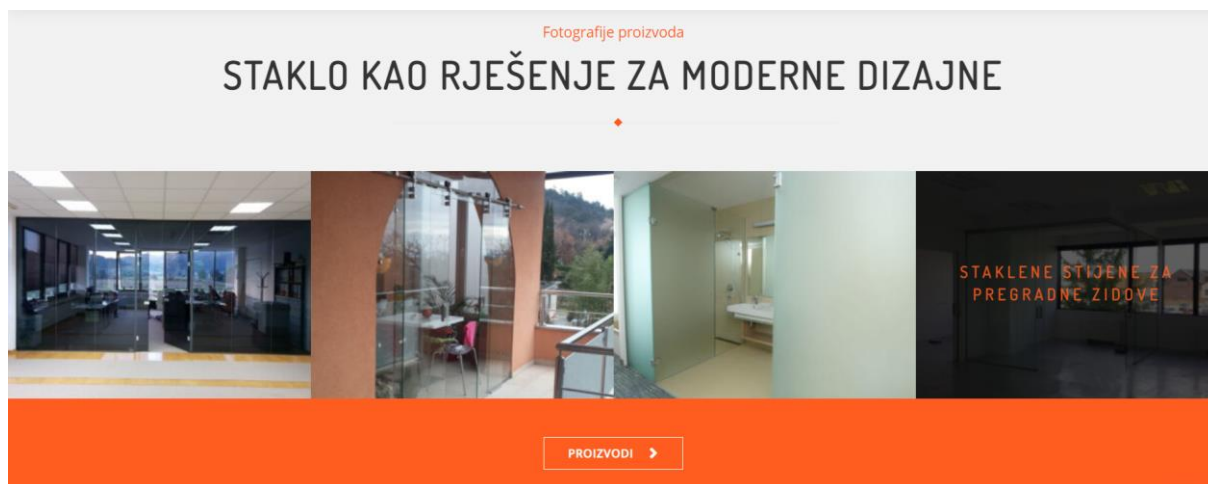 Fotografije proizvoda
STAKLO KAO RJEŠENJE ZA MODERNE DIZAJNE
STAKLENE STIJENE ZA
PREGRADNE ZIDOVE
PROIZVODI